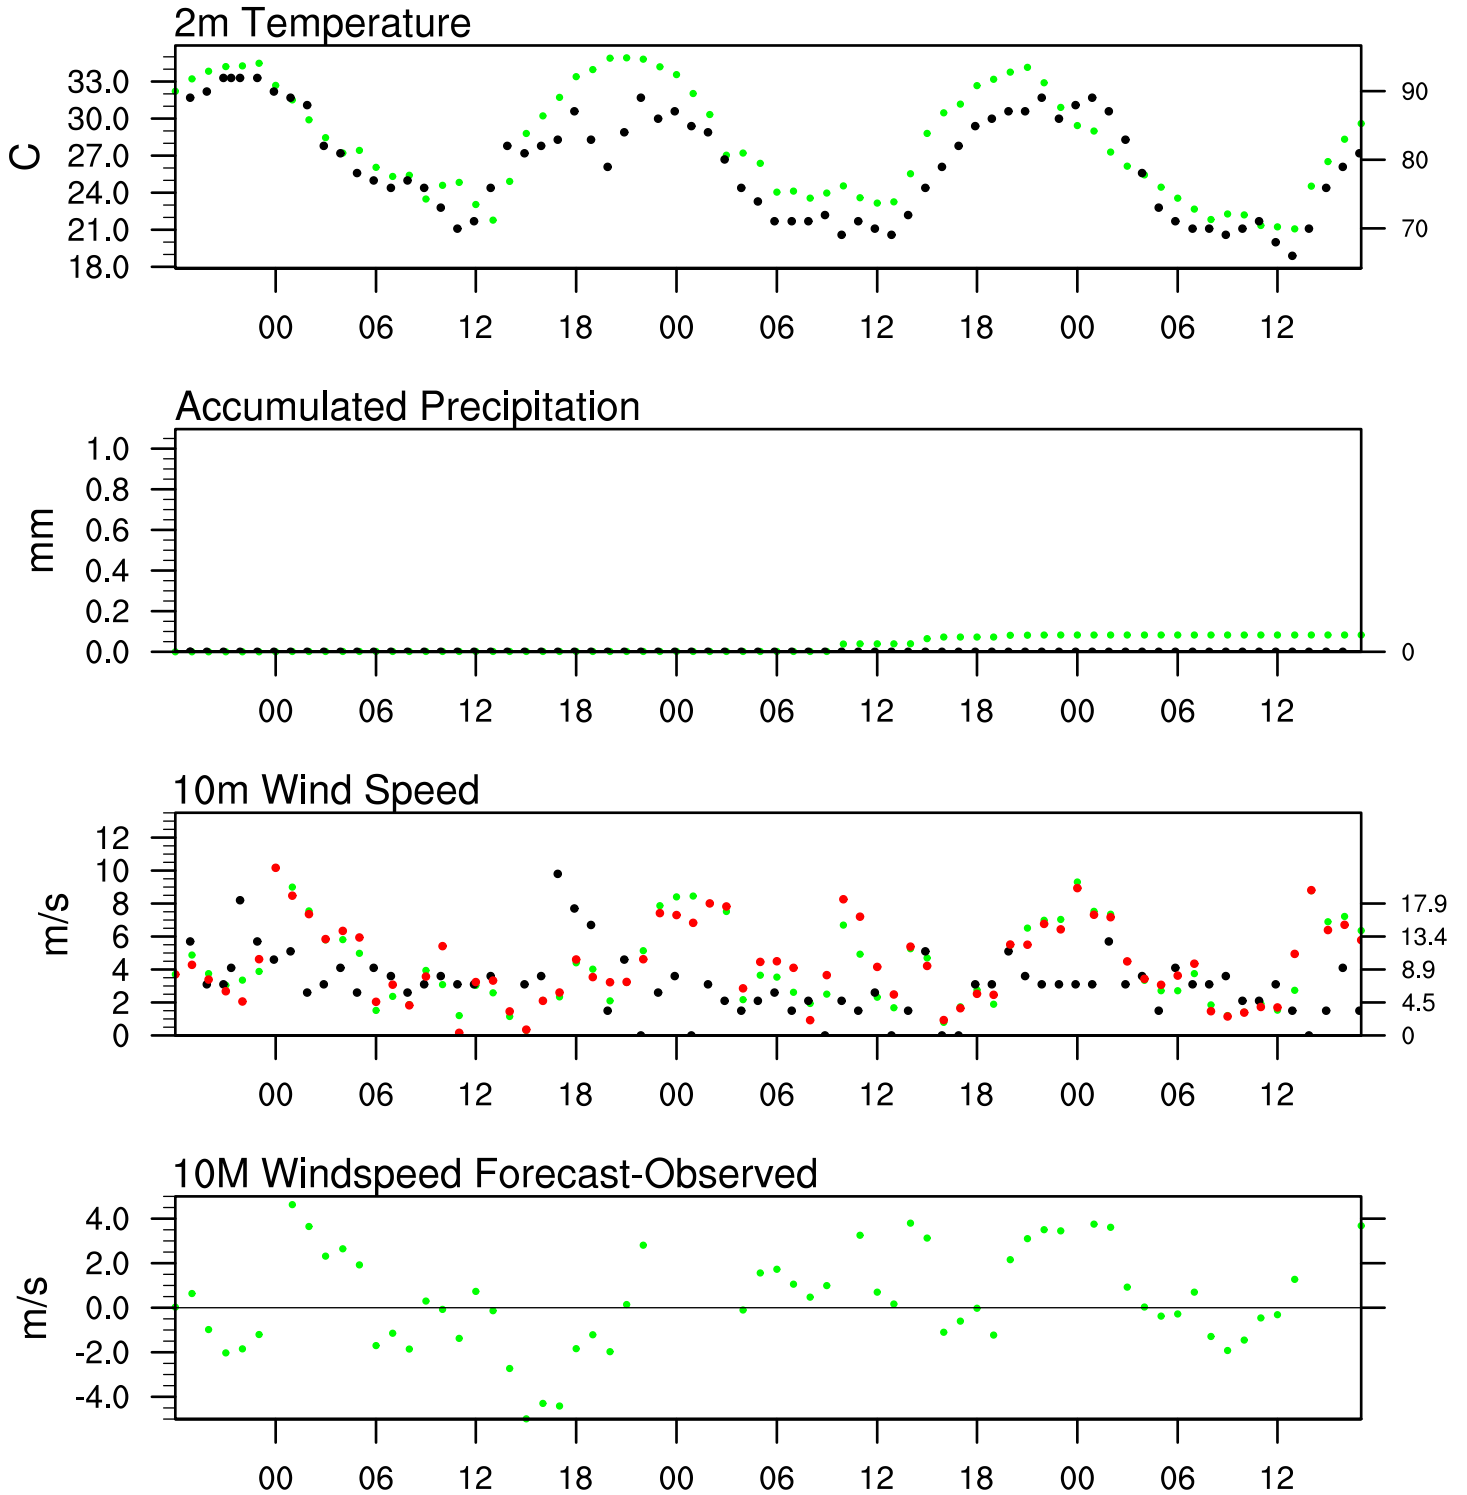 2m Temperature
C
33.0
30.0
27.0
24.0
21.0
18.0
90
80
70
00 06 12 18 00 06 12 18 00 06 12
Accumulated Precipitation
mm
1.0
0.8
0.6
0.4
0.2
0.0
0
00 06 12 18 00 06 12 18 00 06 12
10m Wind Speed
m/s
12
10
8
6
4
2
0
17.9
13.4
8.9
4.5
0
00 06 12 18 00 06 12 18 00 06 12
10M Windspeed Forecast-Observed
m/s
4.0
2.0
0.0
-2.0
-4.0
00 06 12 18 00 06 12 18 00 06 12